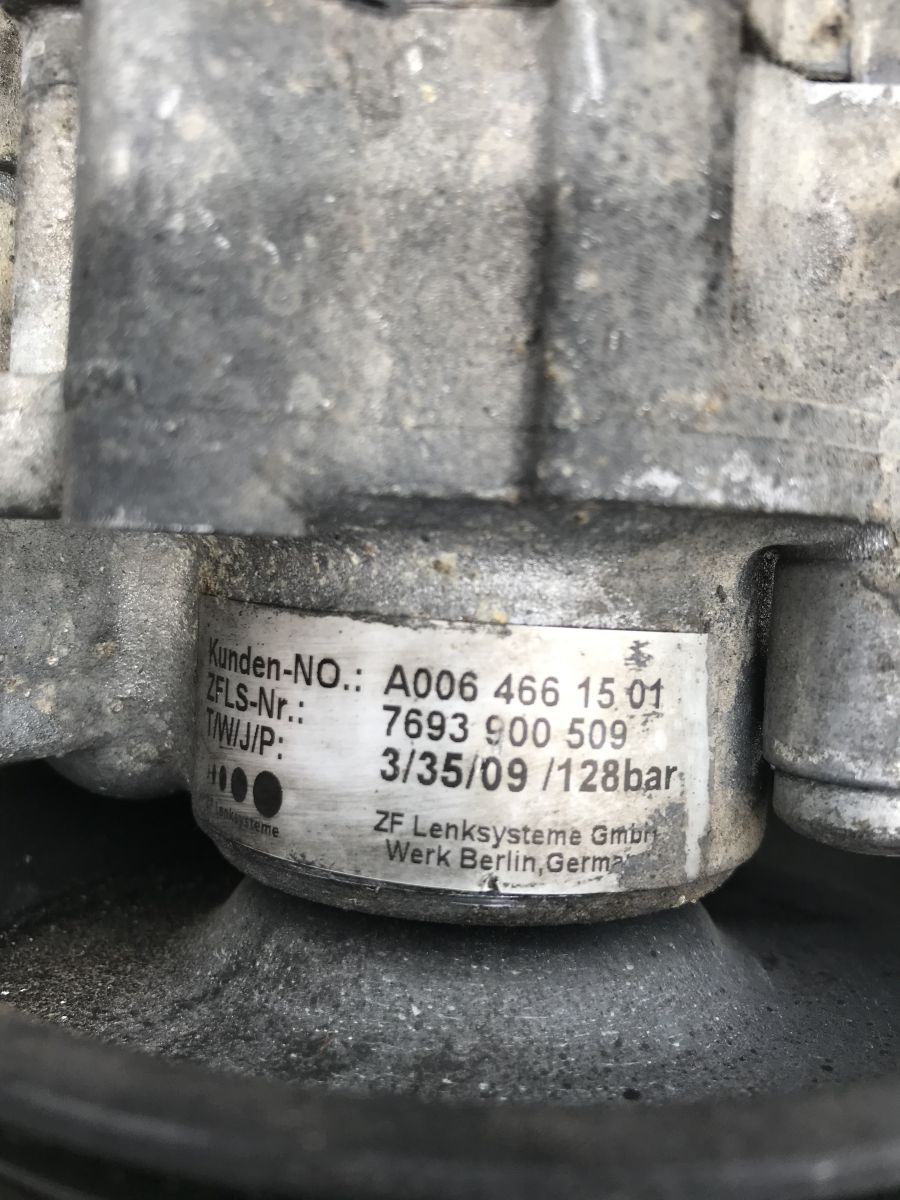 Kunden-NO.: A006 466 15 01
ZFLS-Nr.: 7693 900 509
T/W/J/P: 3/35/09 /128bar
Lenksysteme
ZF Lenksysteme GmbH
Werk Berlin,